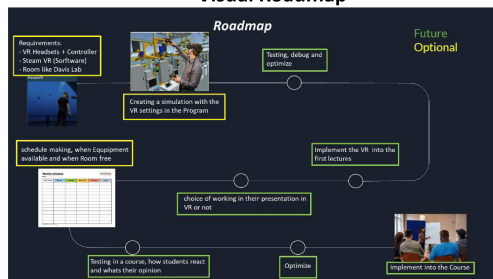 Visual Roadmap
Roadmap
Future
Optional
Requirements:
- VR Headsets + Controller
- Steam VR (Sorftware)
- Room like Davis Lab
Creating a simulation with the
VR settings in the Program
Testing, debug and
optimize
schedule making, when Equpipment
available and when Room free
choice of working in their presentation in
VR or not
Implement the VR into the
first lectures
Testing in a course, how students react
and whats their opinion
Optimize
Implement into the Course